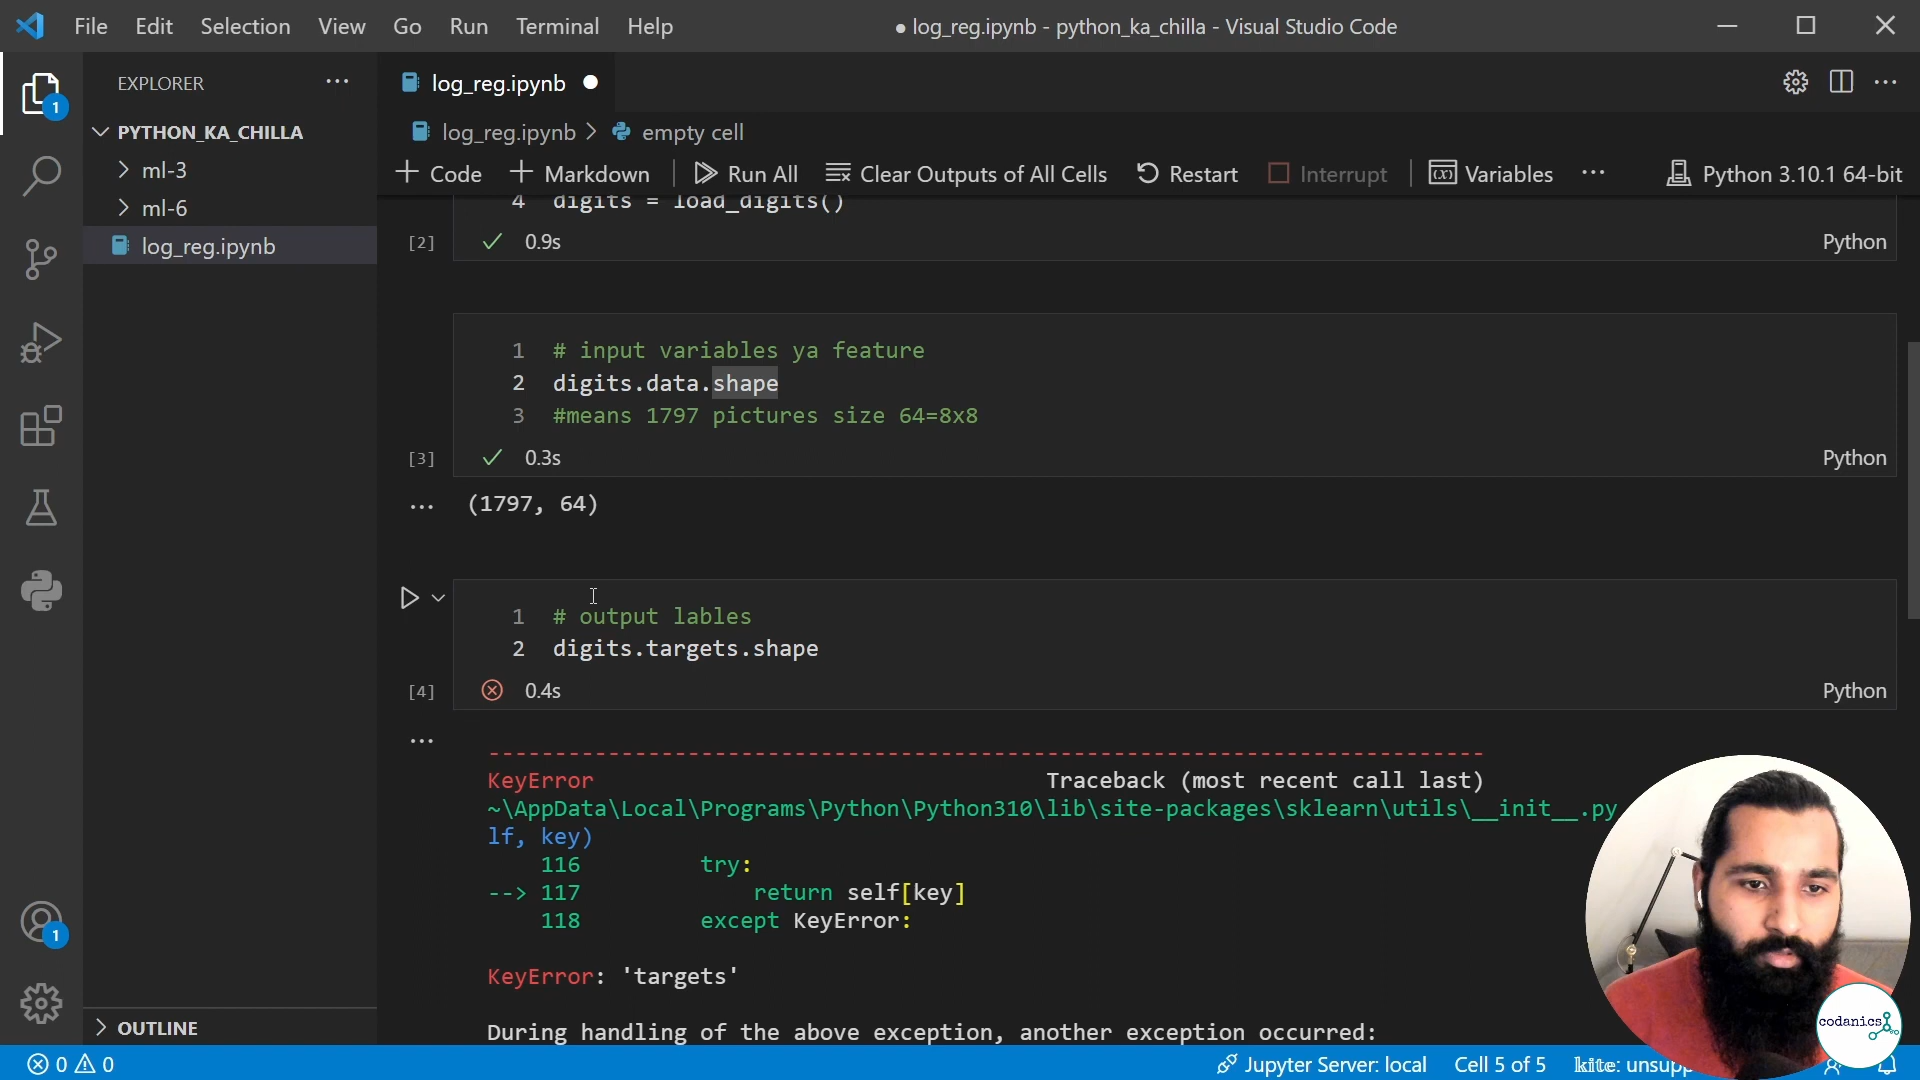 File Edit Selection View Go Run Terminal Help ● log_reg.ipynb - python_ka_chilla - Visual Studio Code
EXPLORER ...
PYTHON_KA_CHILLA
ml-3
ml-6
log_reg.ipynb
OUTLINE
log_reg.ipynb ●
log_reg.ipynb > empty cell
+ Code + Markdown Run All Clear Outputs of All Cells Restart Interrupt Variables ... Python 3.10.1 64-bit
4 digits = load_digits()
[2] 0.9s Python
1 # input variables ya feature
2 digits.data.shape
3 #means 1797 pictures size 64=8x8
[3] 0.3s Python
... (1797, 64)
1 # output lables
2 digits.targets.shape
[4] 0.4s Python
...
---------------------------------------------------------------------------
KeyError Traceback (most recent call last)
~\AppData\Local\Programs\Python\Python310\lib\site-packages\sklearn\utils\__init__.py
lf, key)
116 try:
--> 117 return self[key]
118 except KeyError:
KeyError: 'targets'
During handling of the above exception, another exception occurred:
1
1
codanics
0 0 Jupyter Server: local Cell 5 of 5 kite: